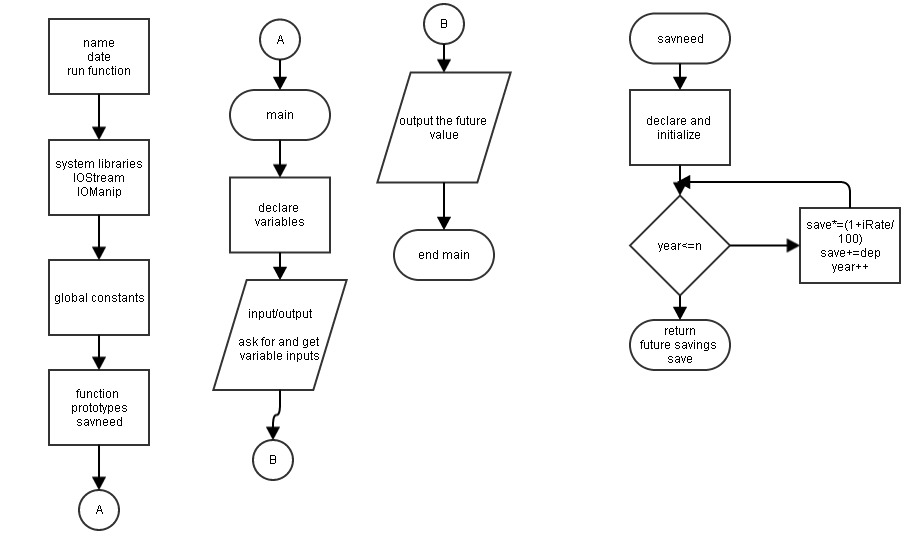 name
date
run function
system libraries
IOStream
IOManip
global constants
function
prototypes
savneed
A
A
main
declare
variables
input/output
ask for and get
variable inputs
B
B
output the future
value
end main
savneed
declare and
initialize
year<=n
save*=(1+iRate/
100)
save+=dep
year++
return
future savings
save